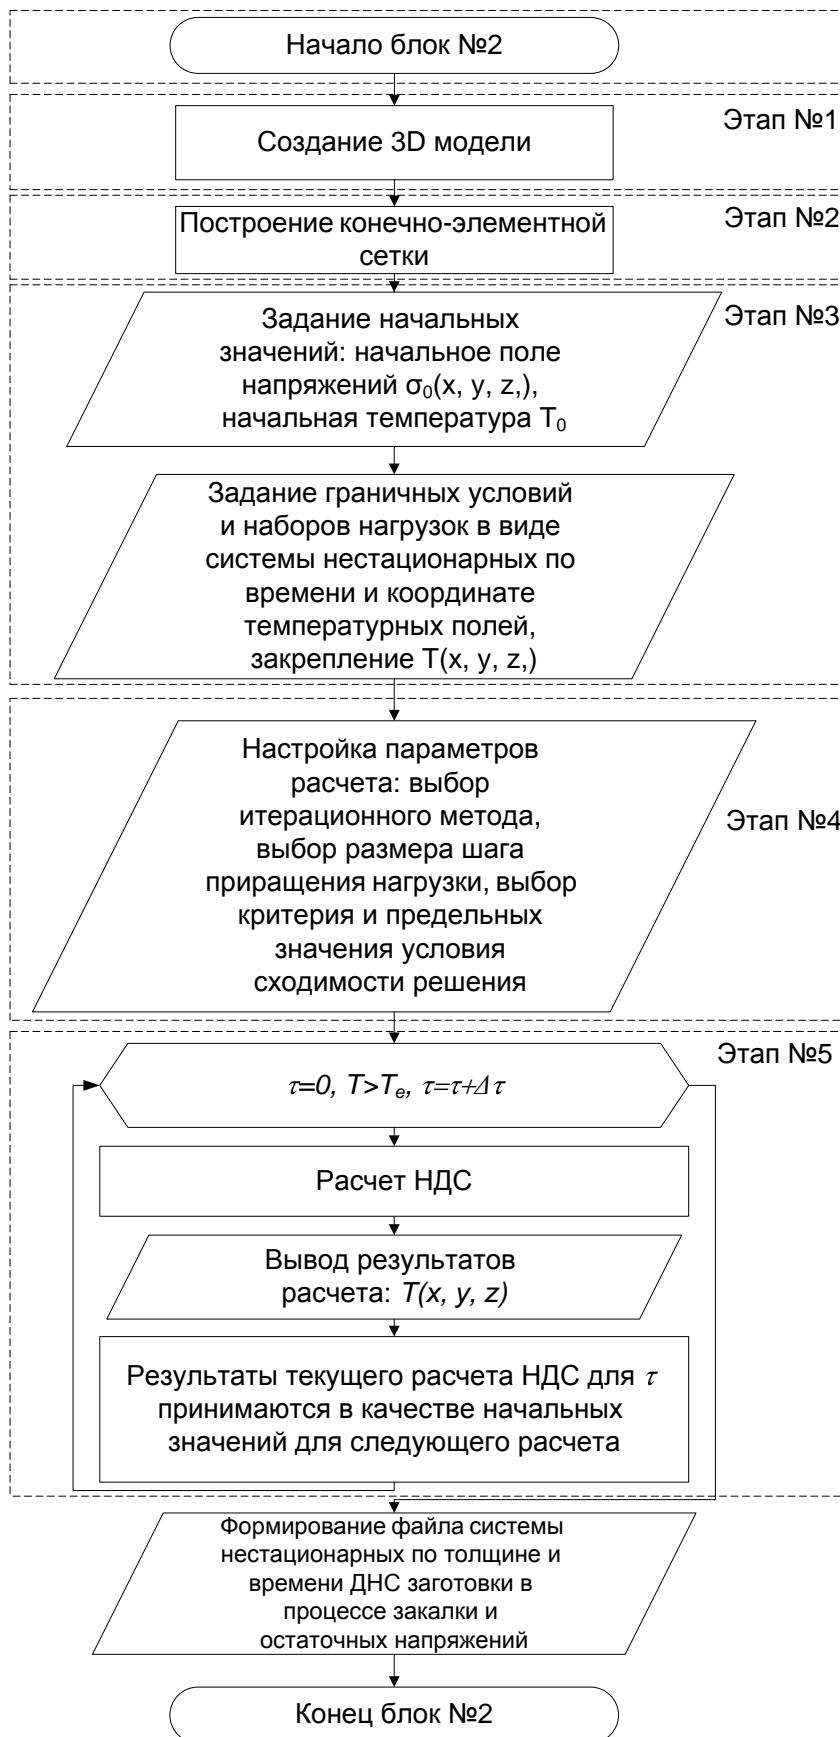 Начало блок №2
Этап №1
Создание 3D модели
Этап №2
Построение конечно-элементной
сетки
Этап №3
Задание начальных
значений: начальное поле
напряжений σ₀(x, y, z,),
начальная температура T₀
Задание граничных условий
и наборов нагрузок в виде
системы нестационарных по
времени и координате
температурных полей,
закрепление T(x, y, z,)
Этап №4
Настройка параметров
расчета: выбор
итерационного метода,
выбор размера шага
приращения нагрузки, выбор
критерия и предельных
значения условия
сходимости решения
Этап №5
τ=0, T>Tₑ, τ=τ+Δτ
Расчет НДС
Вывод результатов
расчета: T(x, y, z)
Результаты текущего расчета НДС для τ
принимаются в качестве начальных
значений для следующего расчета
Формирование файла системы
нестационарных по толщине и
времени ДНС заготовки в
процессе закалки и
остаточных напряжений
Конец блок №2